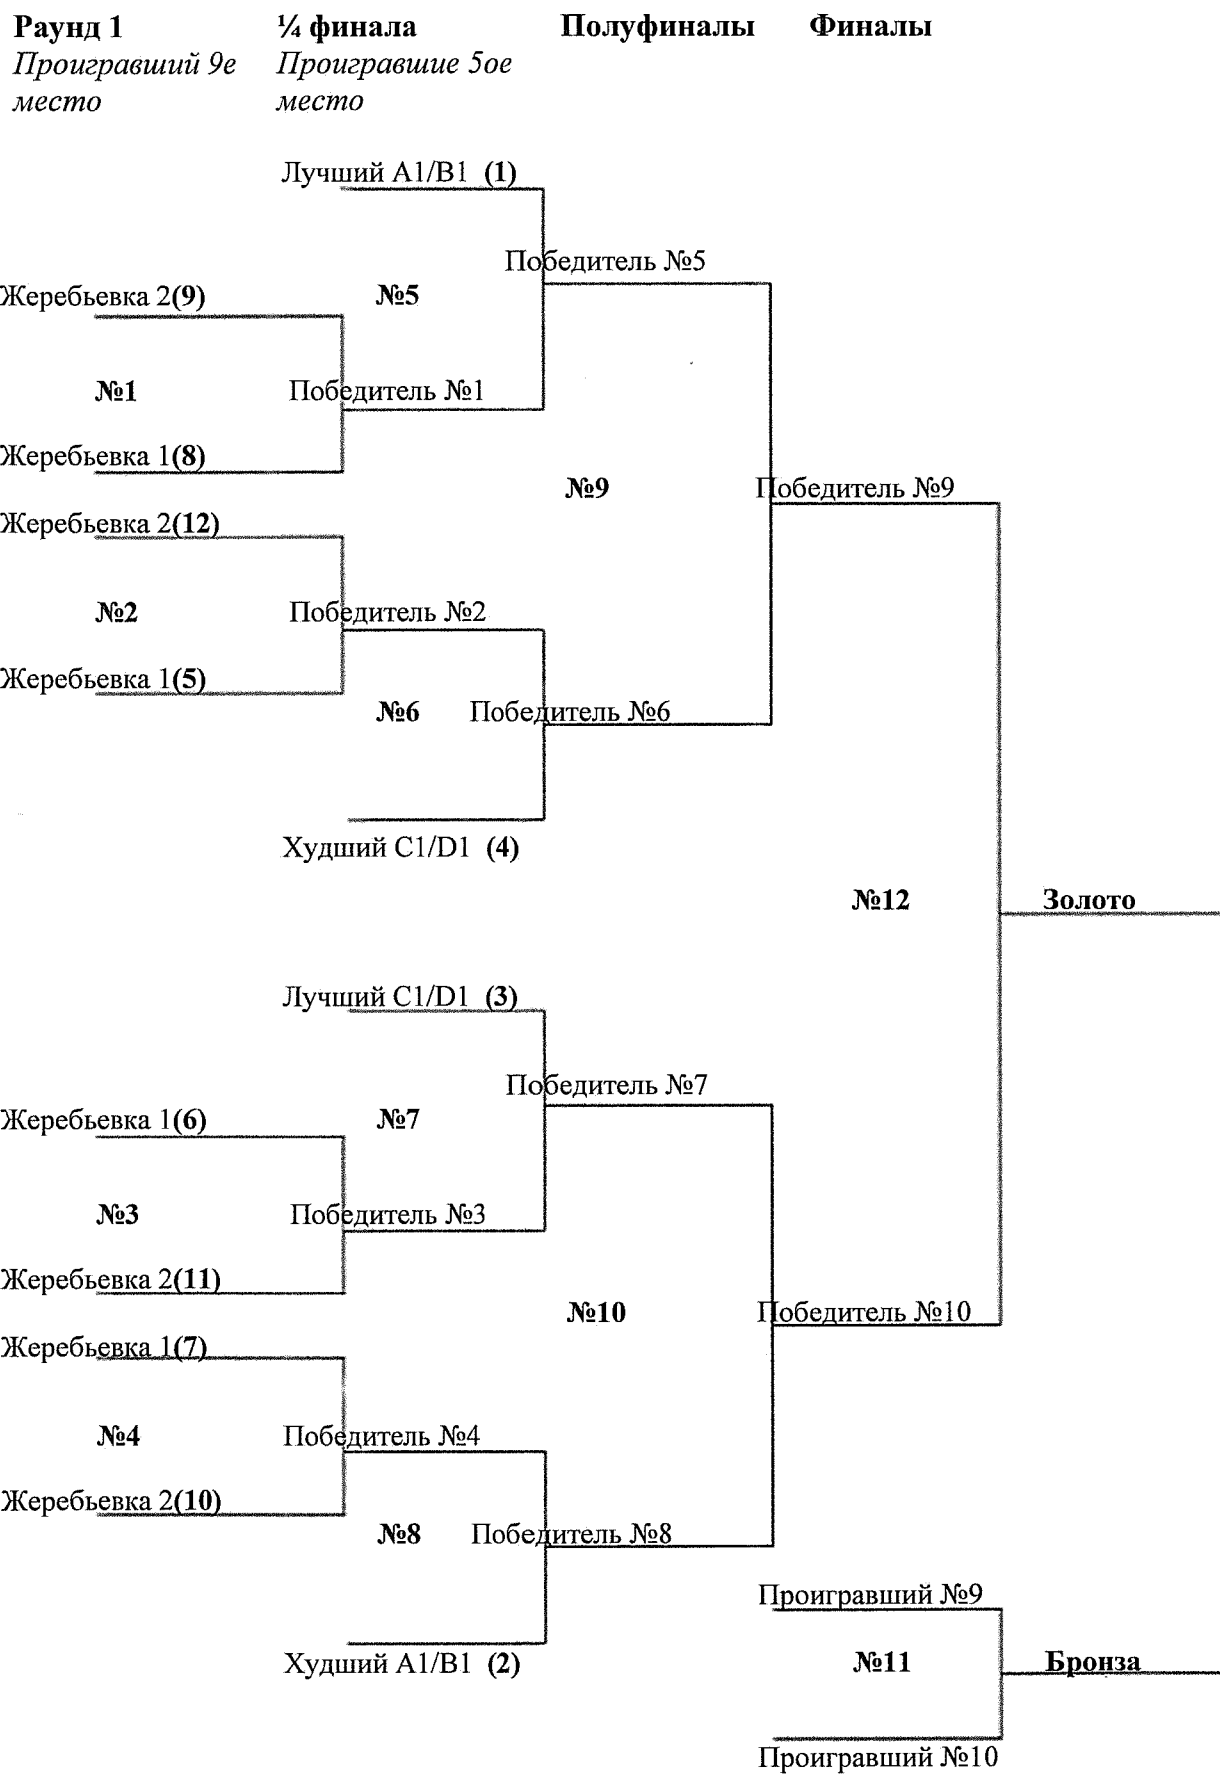 Раунд 1
¼ финала
Полуфиналы
Финалы
Проигравший 9е
место
Проигравшие 5ое
место
Лучший A1/B1 (1)
Победитель №5
Жеребьевка 2(9)
№5
№1
Победитель №1
Жеребьевка 1(8)
№9
Победитель №9
Жеребьевка 2(12)
№2
Победитель №2
Жеребьевка 1(5)
№6
Победитель №6
Худший C1/D1 (4)
№12
Золото
Лучший C1/D1 (3)
Победитель №7
Жеребьевка 1(6)
№7
№3
Победитель №3
Жеребьевка 2(11)
№10
Победитель №10
Жеребьевка 1(7)
№4
Победитель №4
Жеребьевка 2(10)
№8
Победитель №8
Проигравший №9
Худший A1/B1 (2)
№11
Бронза
Проигравший №10